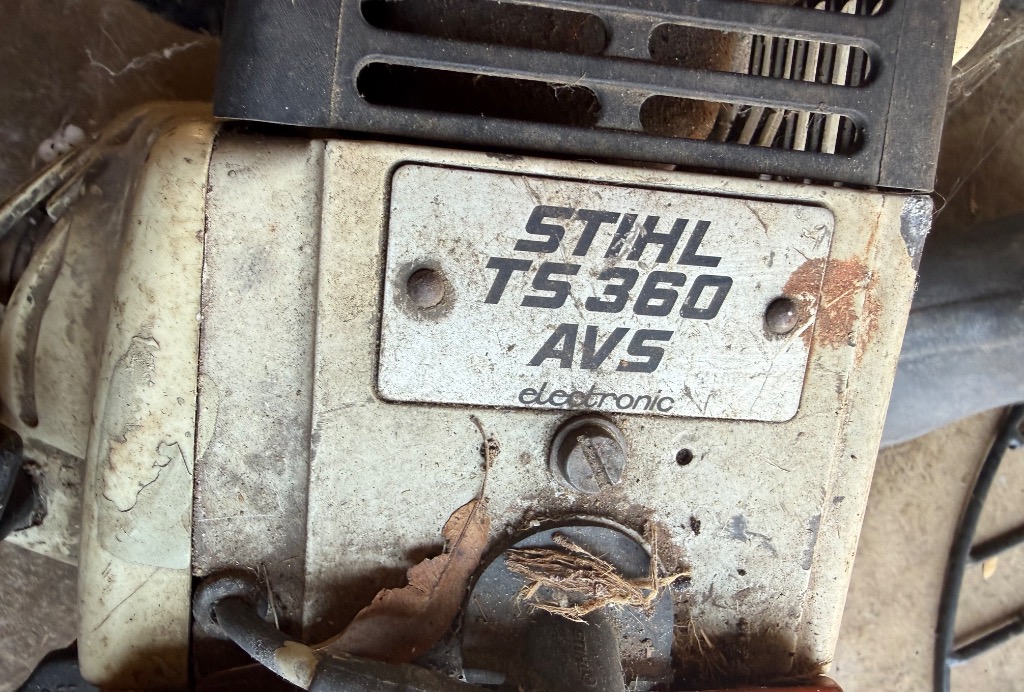 STIHL
TS 360
AVS
electronic